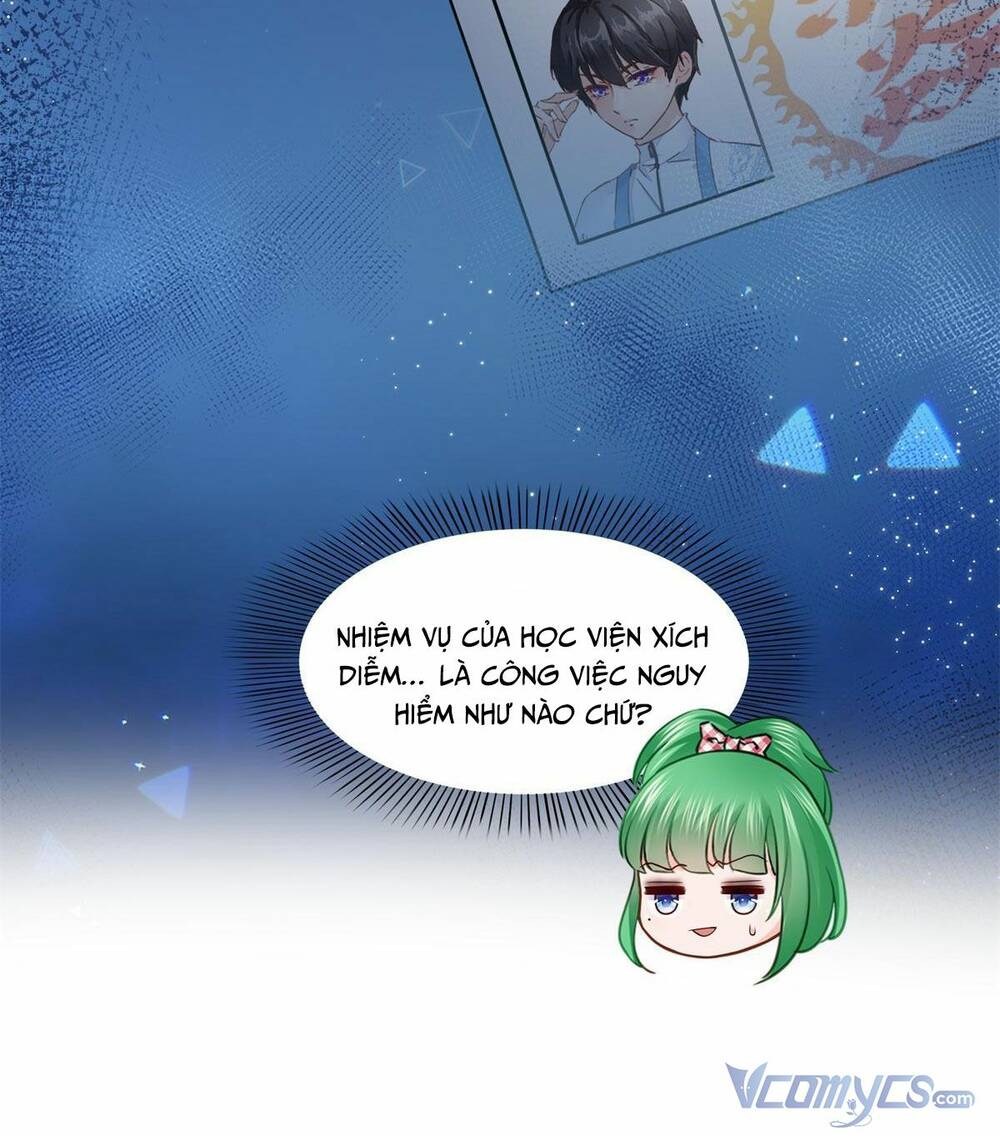 NHIỆM VỤ CỦA HỌC VIỆN XÍCH
DIỄM... LÀ CÔNG VIỆC NGUY
HIỂM NHƯ NÀO CHỨ?
VCOMYCS.com